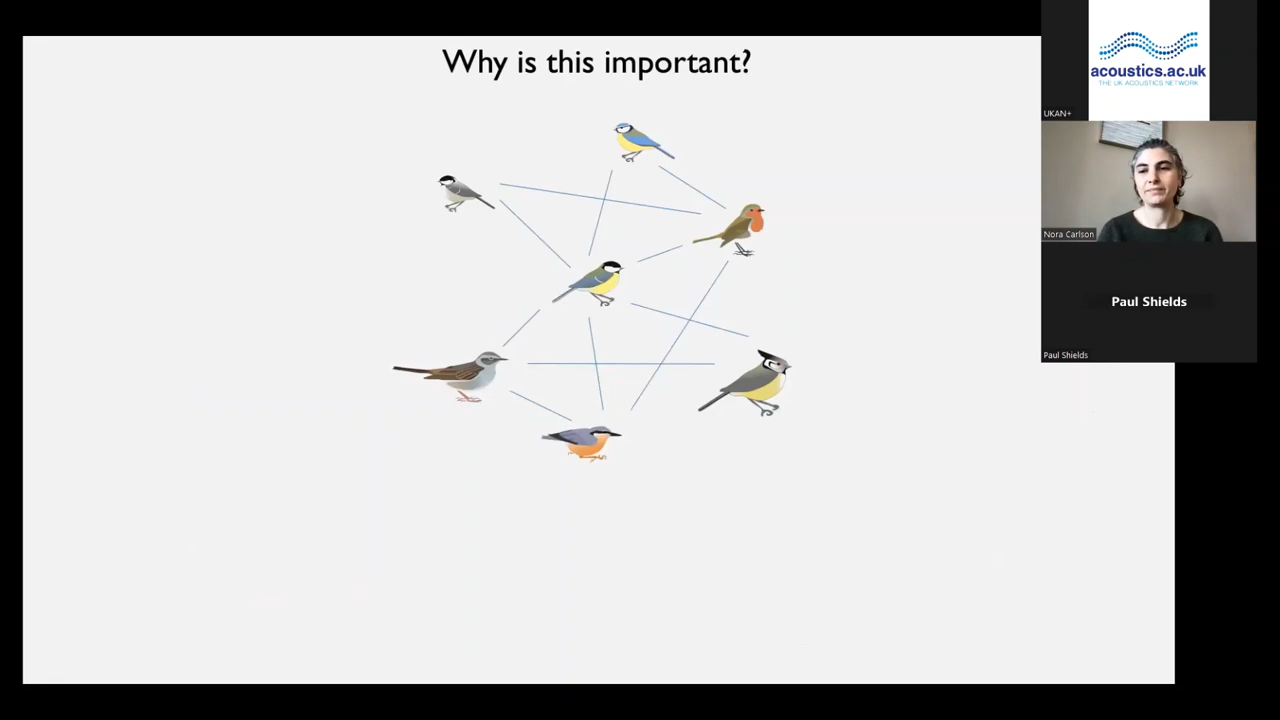 Why is this important?
acoustics.ac.uk
THE UK ACOUSTICS NETWORK
UKAN+
Nora Carlson
Paul Shields
Paul Shields